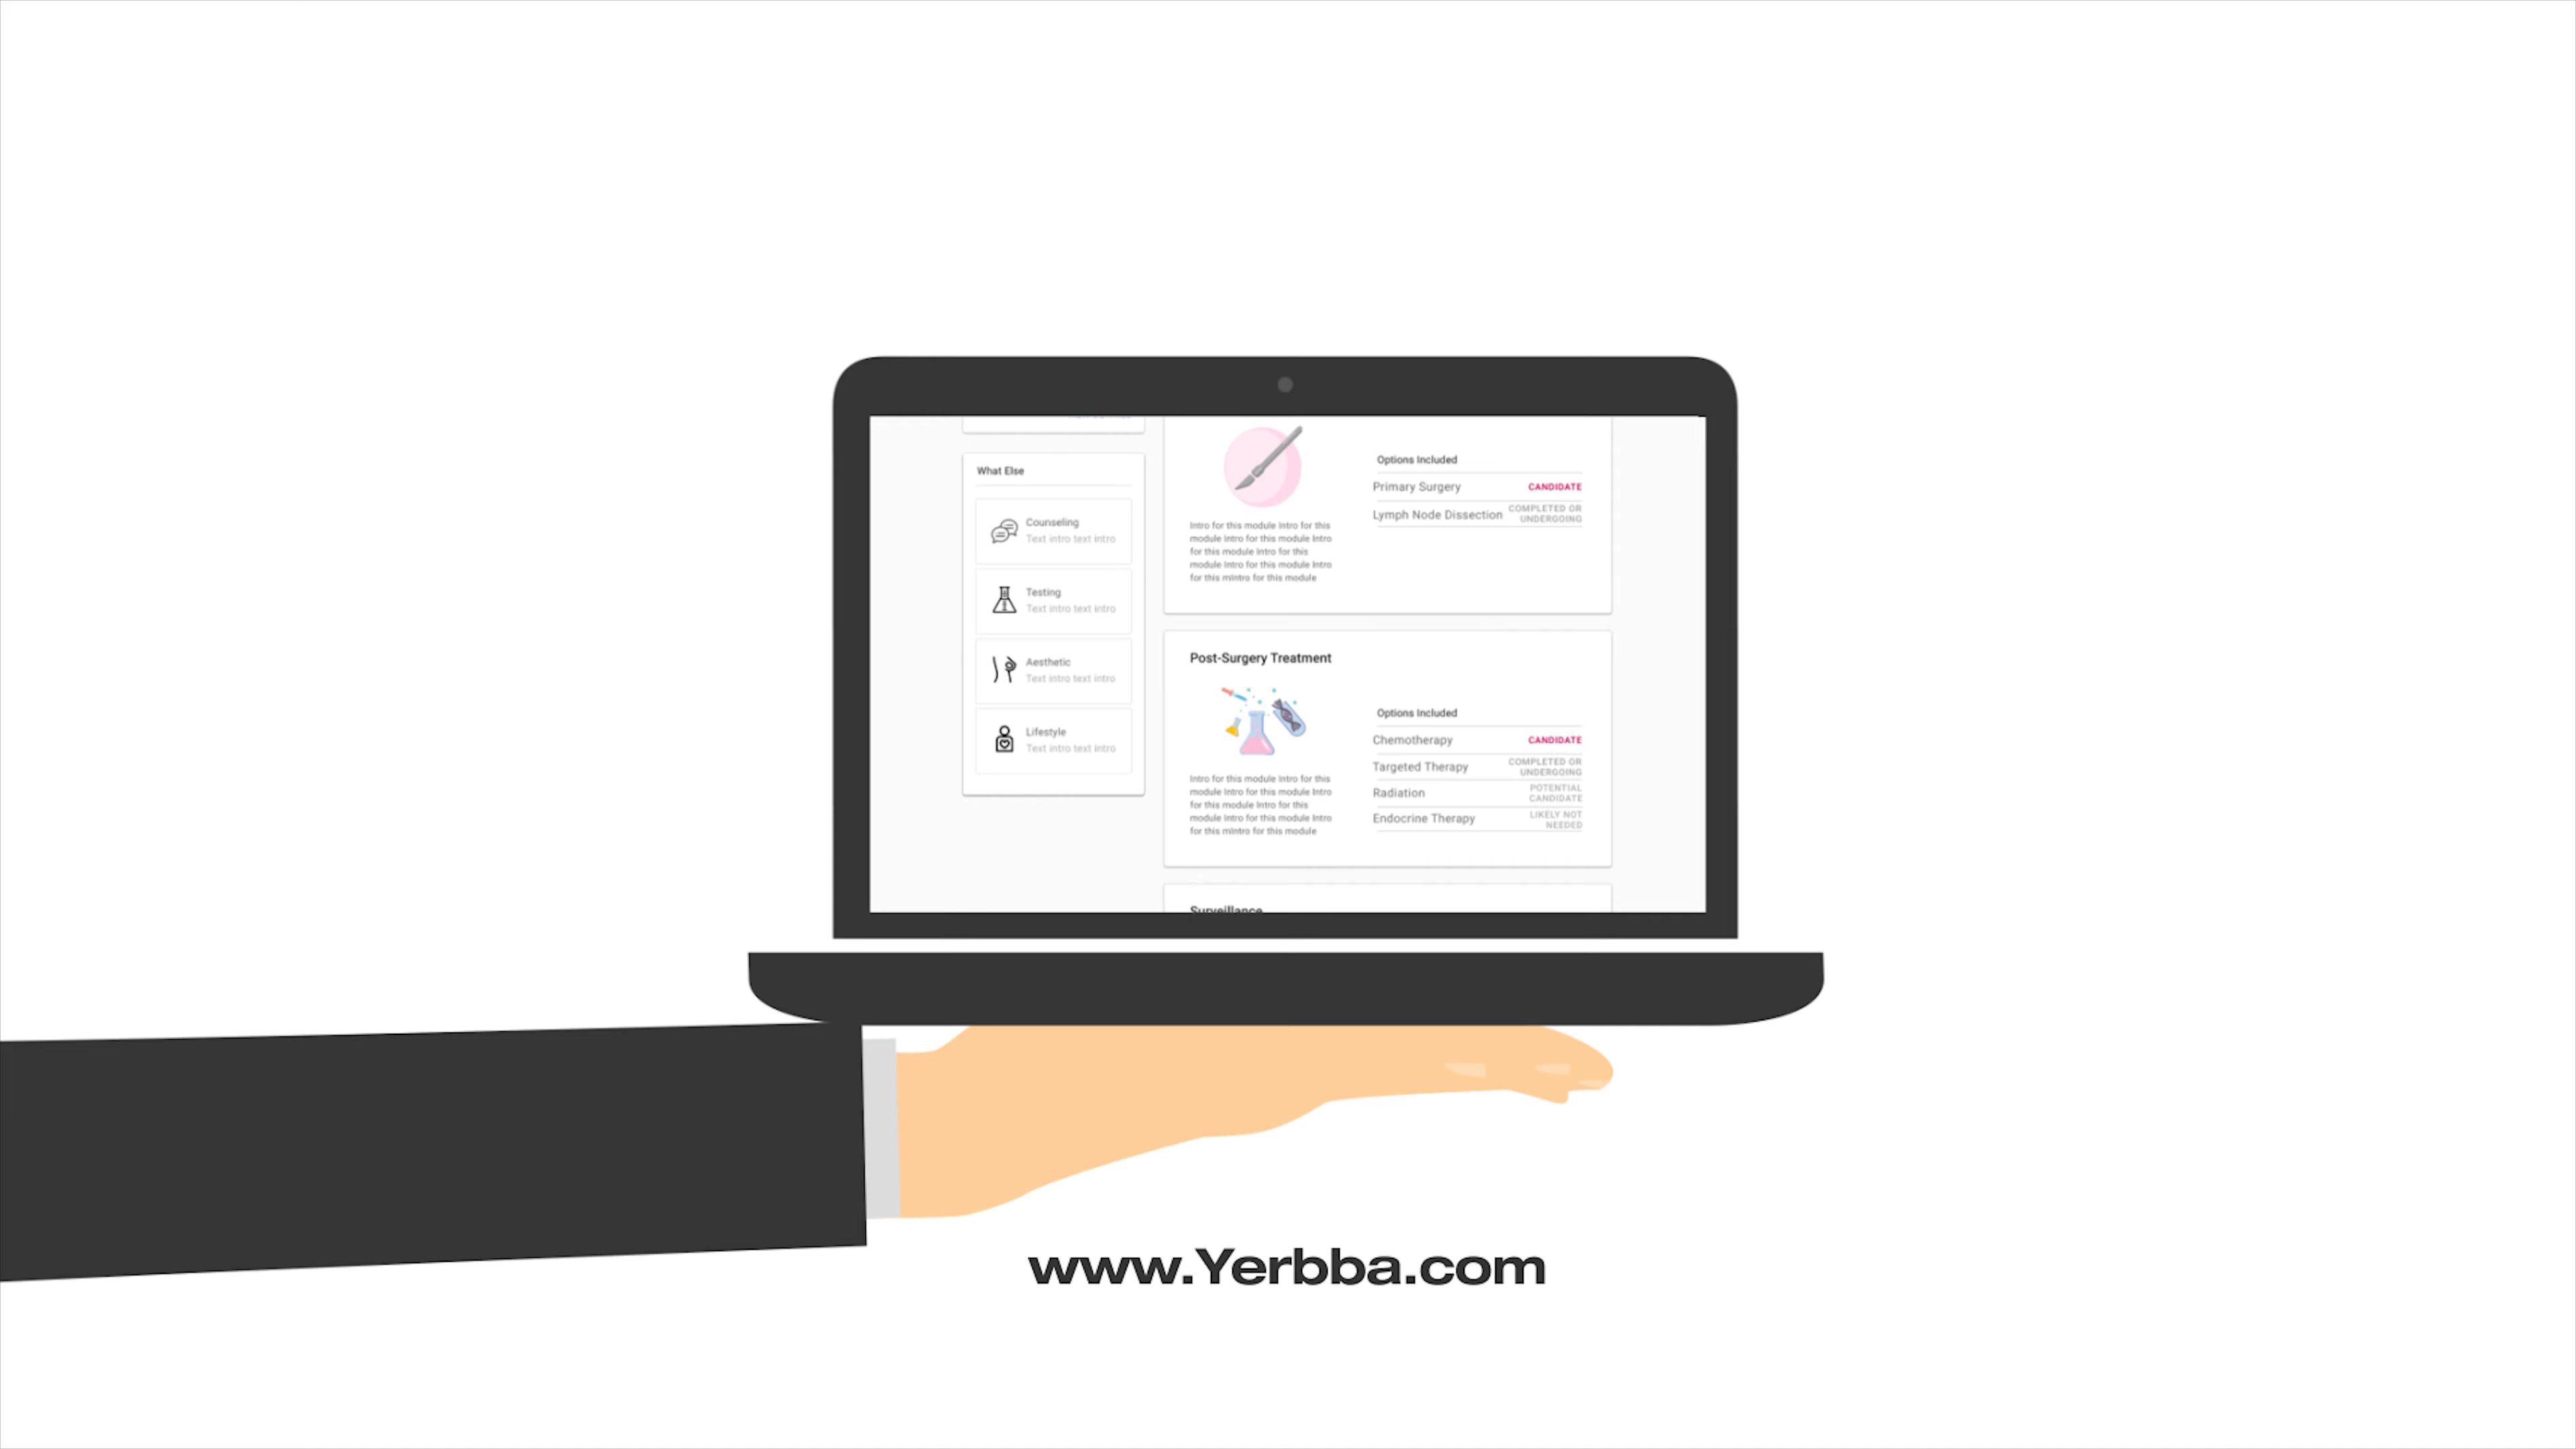 What Else
Counseling
Text intro text intro
Testing
Text intro text intro
Aesthetic
Text intro text intro
Lifestyle
Text intro text intro
Intro for this module Intro for this
module Intro for this module Intro
for this module Intro for this
module Intro for this module Intro
for this mIntro for this module
Options Included
Primary Surgery CANDIDATE
Lymph Node Dissection COMPLETED OR
UNDERGOING
Post-Surgery Treatment
Intro for this module Intro for this
module Intro for this module Intro
for this module Intro for this
module Intro for this module Intro
for this mIntro for this module
Options Included
Chemotherapy CANDIDATE
Targeted Therapy COMPLETED OR
UNDERGOING
Radiation POTENTIAL
CANDIDATE
Endocrine Therapy LIKELY NOT
NEEDED
Surveillance
www.Yerbba.com